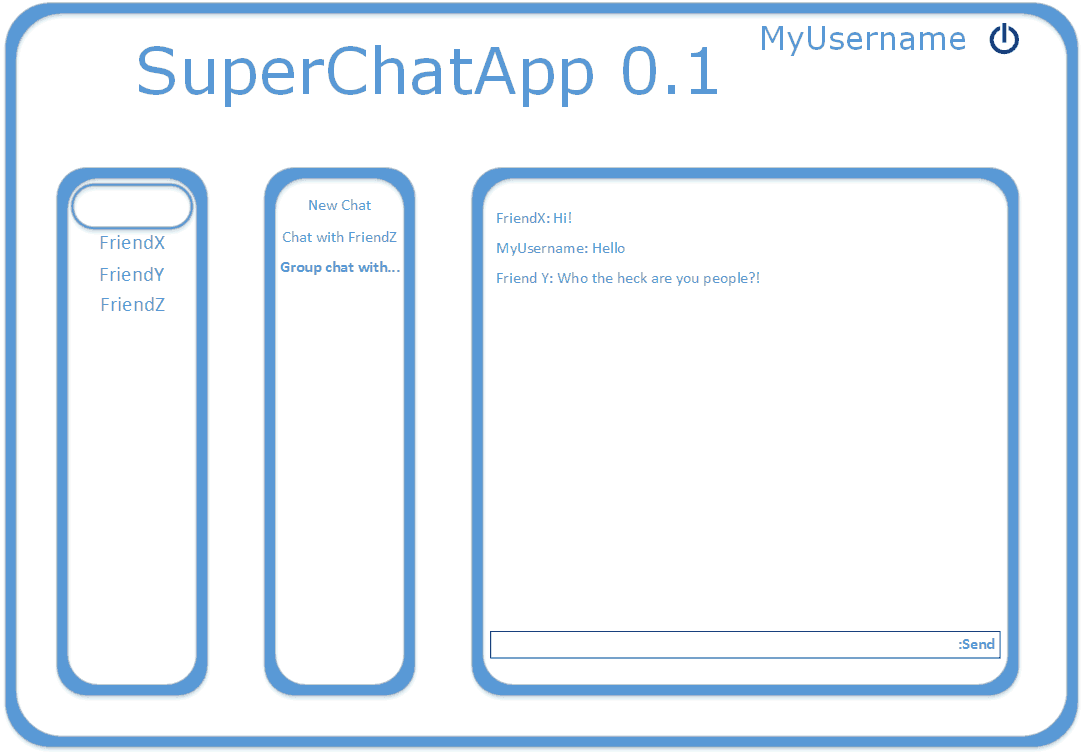 MyUsername
SuperChatApp 0.1
FriendX
FriendY
FriendZ
New Chat
Chat with FriendZ
Group chat with...
FriendX: Hi!
MyUsername: Hello
Friend Y: Who the heck are you people?!
:Send